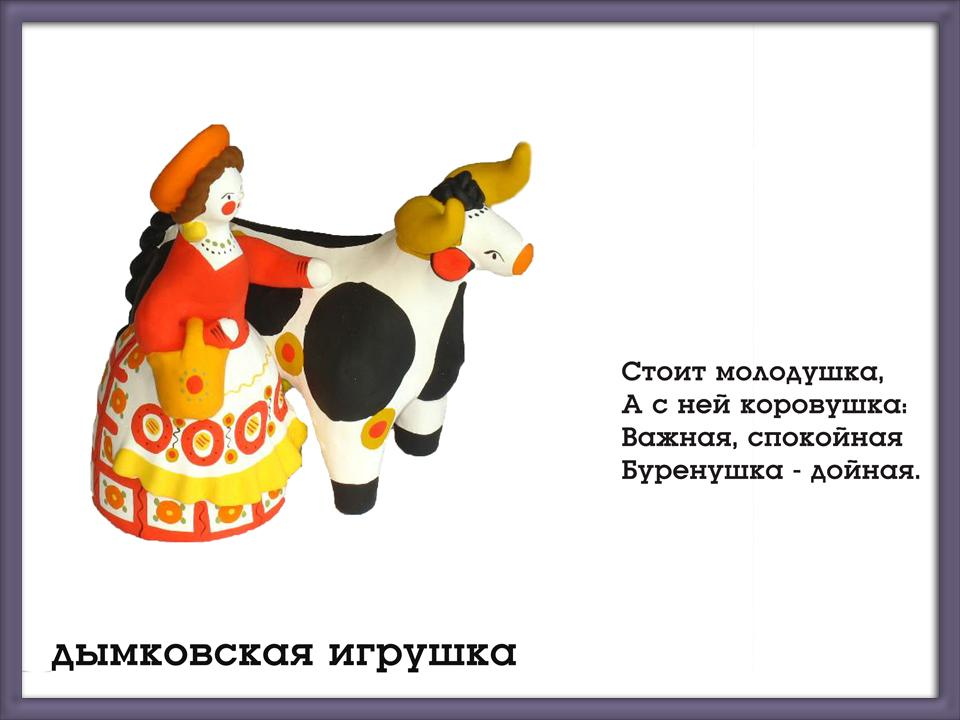 Стоит молодушка,
А с ней коровушка:
Важная, спокойная
Буренушка - дойная.
дымковская игрушка